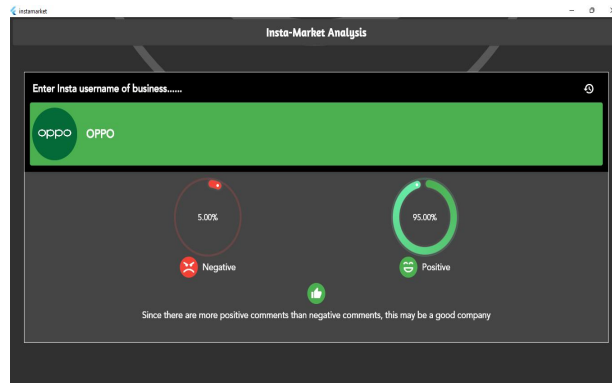 instamarket
Insta-Market Analysis
Enter Insta username of business......
oppo OPPO
5.00%
95.00%
Negative
Positive
Since there are more positive comments than negative comments, this may be a good company